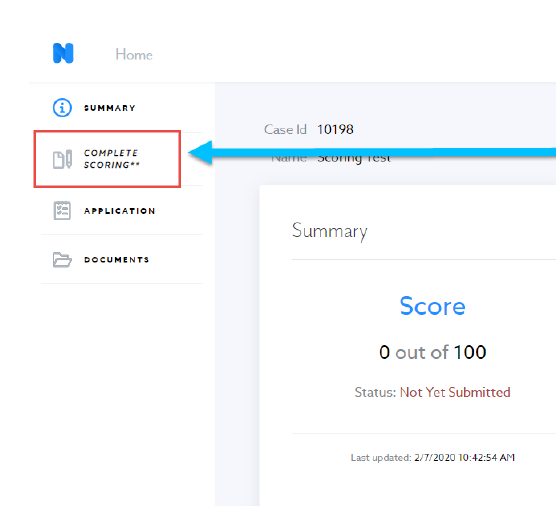 Home
SUMMARY
COMPLETE
SCORING**
APPLICATION
DOCUMENTS
Case Id 10198
Name Scoring Test
Summary
Score
0 out of 100
Status: Not Yet Submitted
Last updated: 2/7/2020 10:42:54 AM